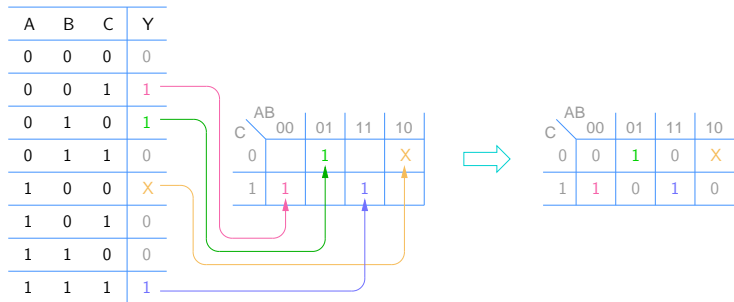 A B C Y
0 0 0 0
0 0 1 1
0 1 0 1
0 1 1 0
1 0 0 X
1 0 1 0
1 1 0 0
1 1 1 1
AB
C 00 01 11 10
0 1 X
1 1 1
AB
C 00 01 11 10
0 0 1 0 X
1 1 0 1 0